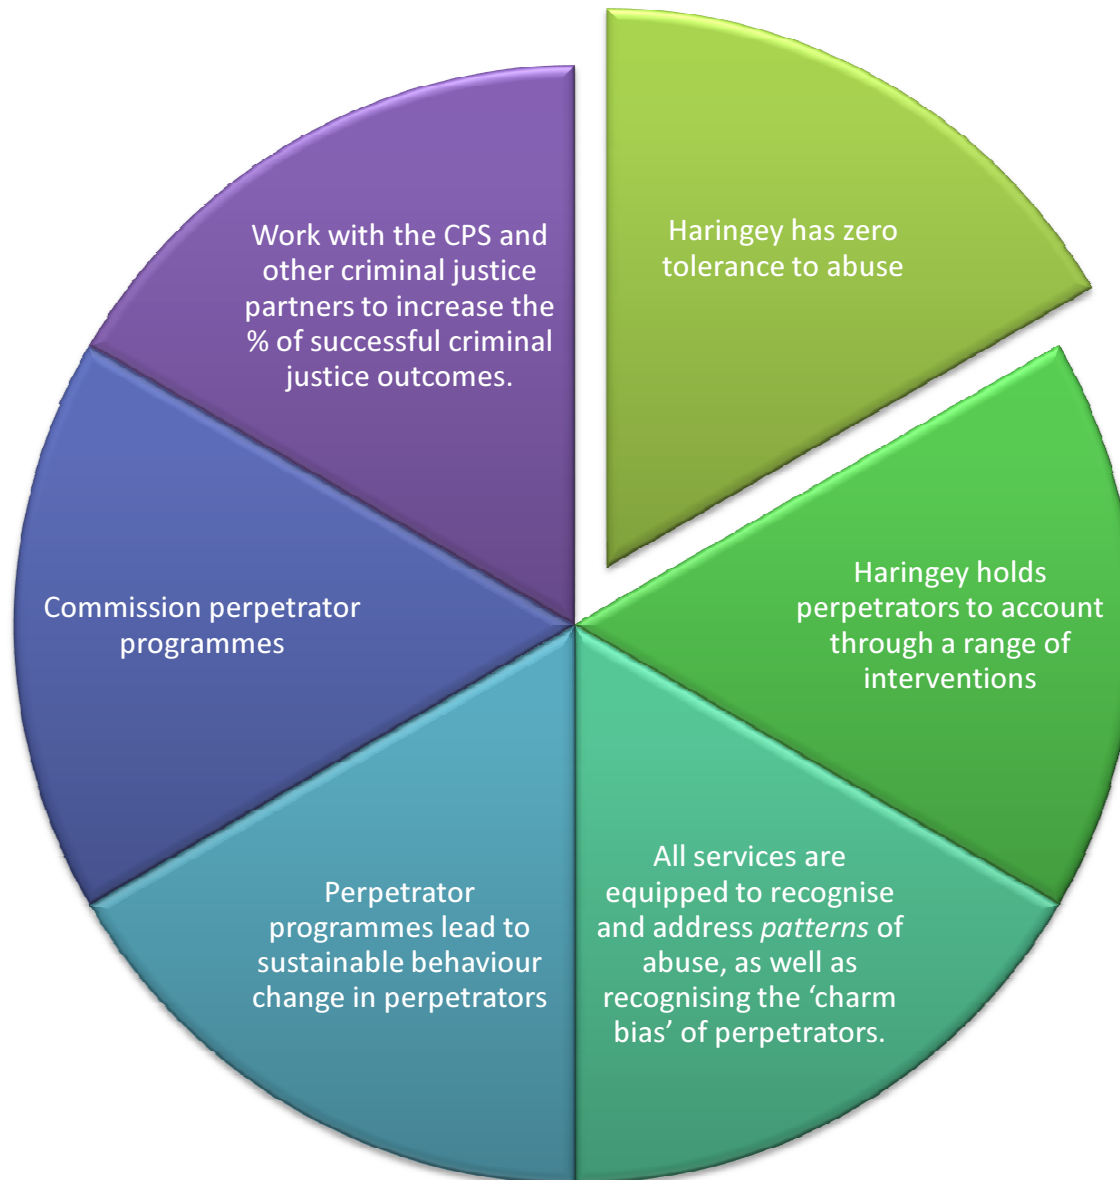 Haringey has zero
tolerance to abuse
Haringey holds
perpetrators to account
through a range of
interventions
All services are
equipped to recognise
and address patterns of
abuse, as well as
recognising the ‘charm
bias’ of perpetrators.
Perpetrator
programmes lead to
sustainable behaviour
change in perpetrators
Commission perpetrator
programmes
Work with the CPS and
other criminal justice
partners to increase the
% of successful criminal
justice outcomes.